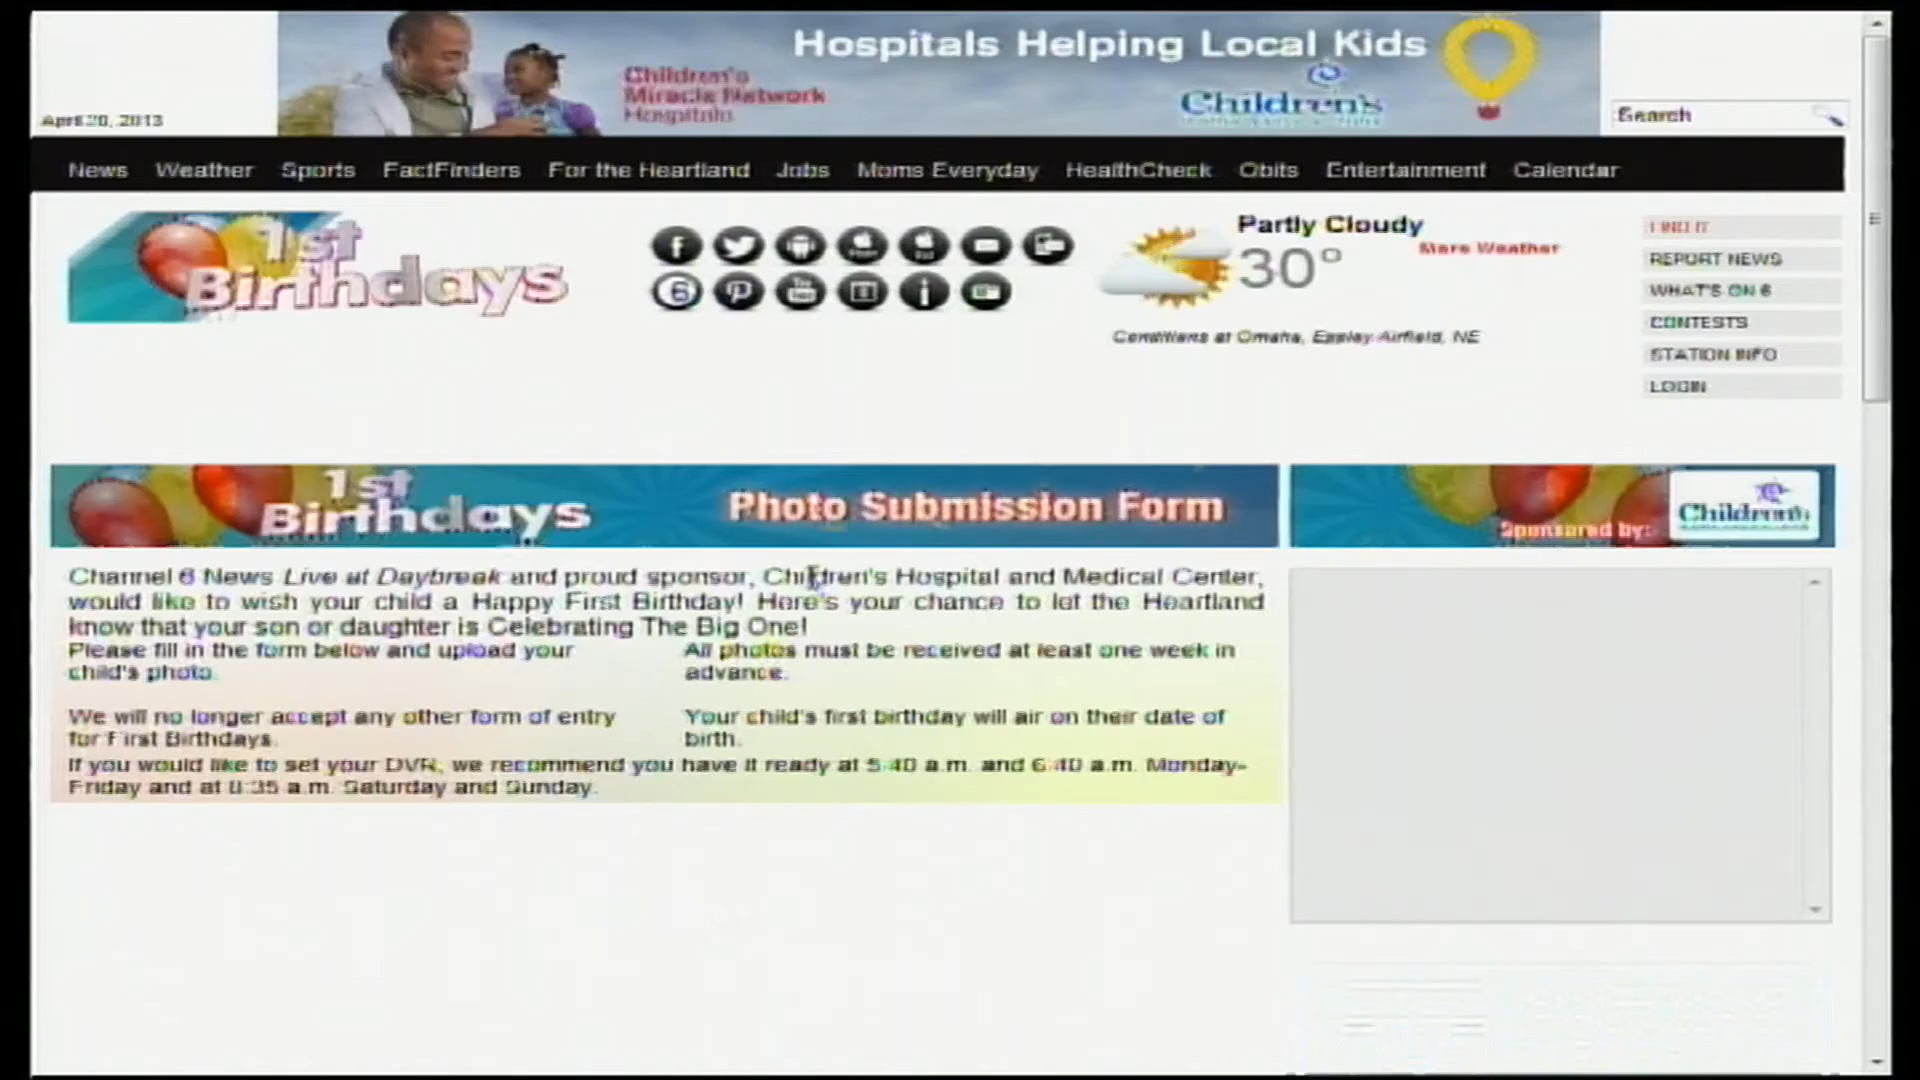 Hospitals Helping Local Kids
Children's
Miracle Network
Hospitals
Children's
April 20, 2013
Search
News Weather Sports FactFinders For the Heartland Jobs Moms Everyday HealthCheck Obits Entertainment Calendar
1st
Birthdays
Partly Cloudy
30°
More Weather
Conditions at Omaha, Eppley Airfield, NE
FIND IT
REPORT NEWS
WHAT'S ON 6
CONTESTS
STATION INFO
LOGIN
1st
Birthdays
Photo Submission Form
Sponsored by:
Children's
Channel 6 News Live at Daybreak and proud sponsor, Children's Hospital and Medical Center,
would like to wish your child a Happy First Birthday! Here's your chance to let the Heartland
know that your son or daughter is Celebrating The Big One!
Please fill in the form below and upload your
child's photo.
All photos must be received at least one week in
advance.
We will no longer accept any other form of entry
for First Birthdays.
Your child's first birthday will air on their date of
birth.
If you would like to set your DVR, we recommend you have it ready at 5:40 a.m. and 6:40 a.m. Monday-
Friday and at 8:35 a.m. Saturday and Sunday.